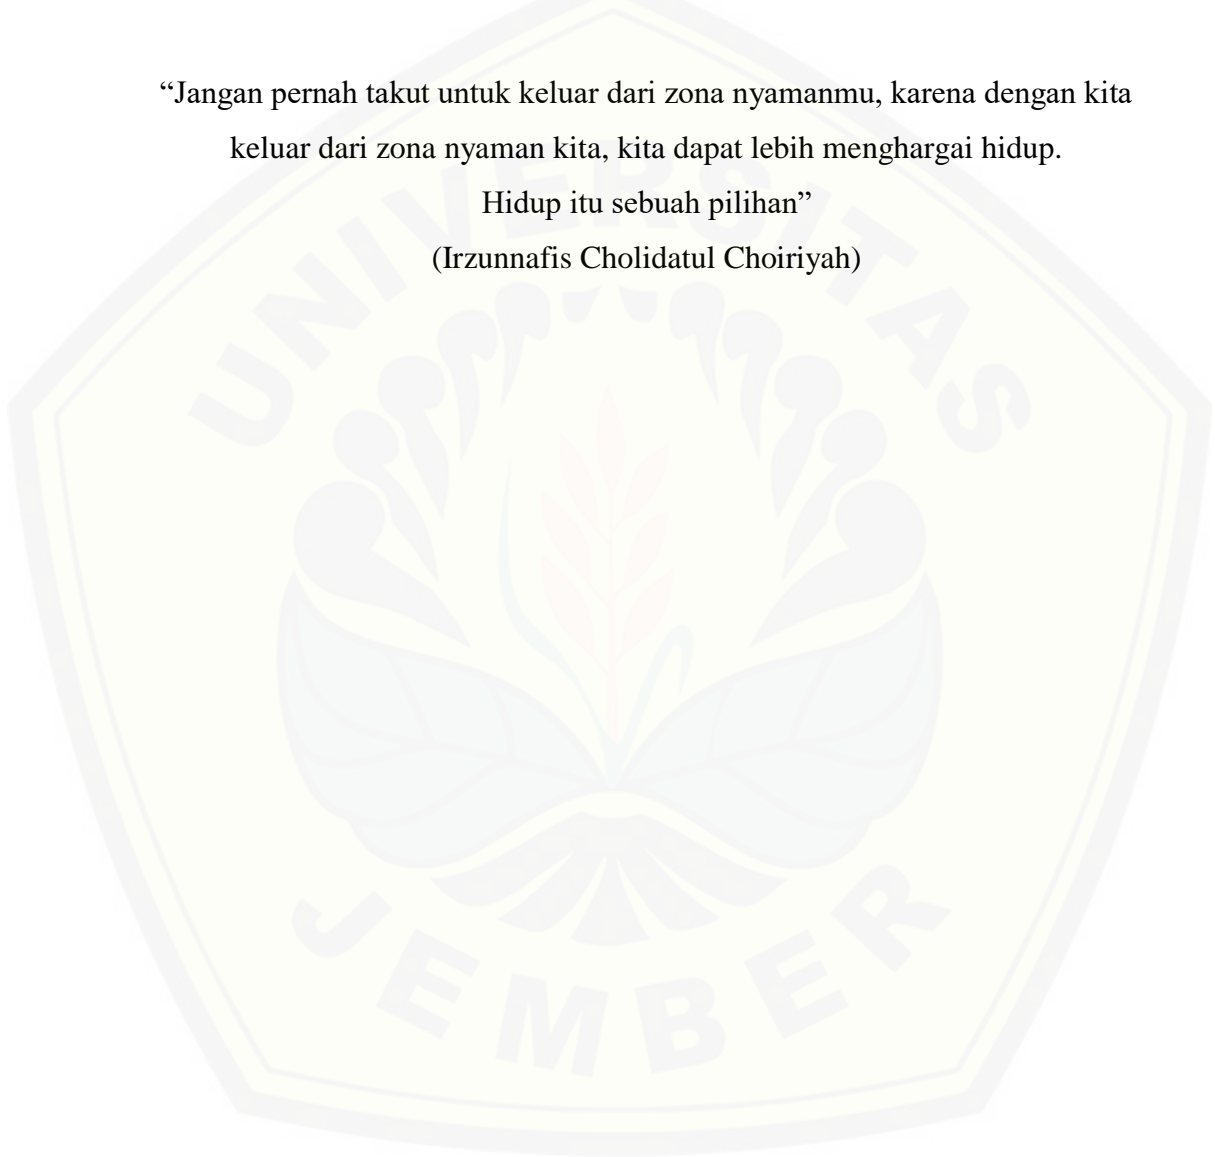 “Jangan pernah takut untuk keluar dari zona nyamanmu, karena dengan kita
keluar dari zona nyaman kita, kita dapat lebih menghargai hidup.
Hidup itu sebuah pilihan”
(Irzunnafis Cholidatul Choiriyah)
UNIVERSITAS
JEMBER